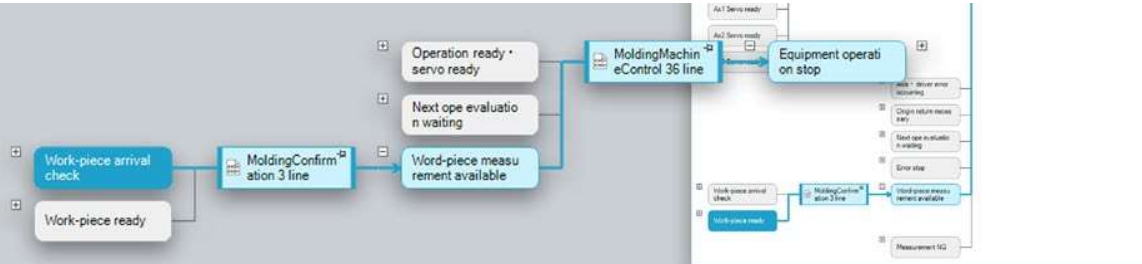 Operation ready・
servo ready
Next ope evaluatio
n waiting
Work-piece arrival
check
Work-piece ready
MoldingConfirm
ation 3 line
Word-piece measu
rement available
MoldingMachin
eControl 36 line
Equipment operati
on stop
Ax1 Servo ready
Ax2 Servo ready
driver error
occurring
Origin return neces
sary
Next ope evaluatio
n waiting
Error stop
Work-piece arrival
check
Work-piece ready
MoldingConfirm
ation 3 line
Word-piece measu
rement available
Measurement NG